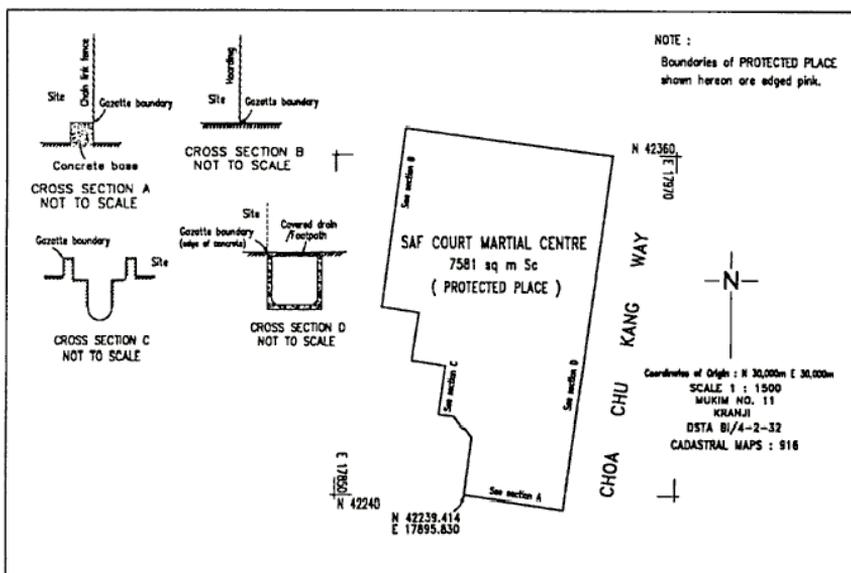 Chain link fence
Site
Gazette boundary
Concrete base
CROSS SECTION A
NOT TO SCALE
Hoarding
Site
Gazette boundary
CROSS SECTION B
NOT TO SCALE
Gazette boundary
Site
CROSS SECTION C
NOT TO SCALE
Site
Gazette boundary
(edge of concrete)
Covered drain
/Footpath
CROSS SECTION D
NOT TO SCALE
NOTE :
Boundaries of PROTECTED PLACE
shown hereon are edged pink.
N 42360
E 17970
See section B
SAF COURT MARTIAL CENTRE
7581 sq m Sc
( PROTECTED PLACE )
See section C
See section D
See section A
CHOA CHU KANG WAY
E 17850
N 42240
N 42239.414
E 17895.830
N
Coordinates of Origin : N 30,000m E 30,000m
SCALE 1 : 1500
MUKIM NO. 11
KRANJI
DSTA BI/4-2-32
CADASTRAL MAPS : 916